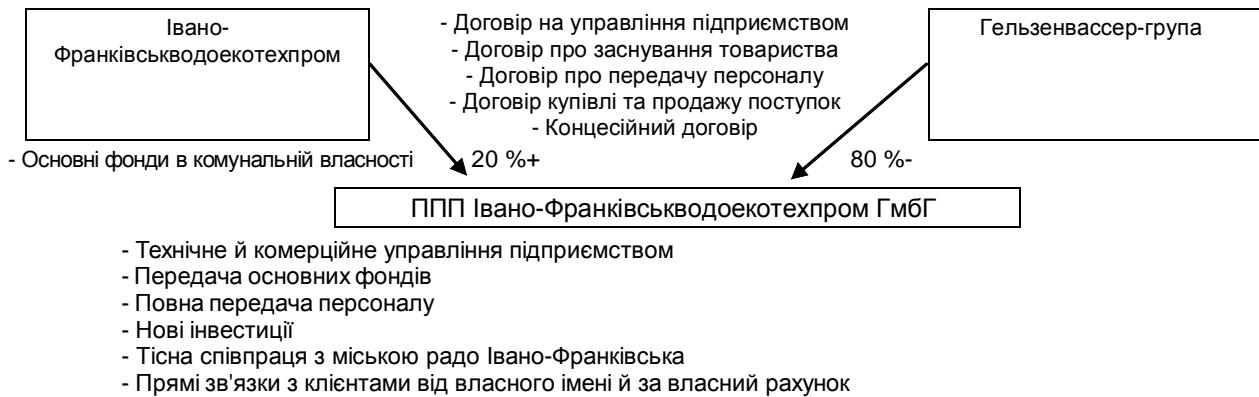 Івано-
Франківськводоекотехпром
- Договір на управління підприємством
- Договір про заснування товариства
- Договір про передачу персоналу
- Договір купівлі та продажу поступок
- Концесійний договір
Гельзенвассер-група
- Основні фонди в комунальній власності
20 %+
80 %-
ППП Івано-Франківськводоекотехпром ГмбГ
- Технічне й комерційне управління підприємством
- Передача основних фондів
- Повна передача персоналу
- Нові інвестиції
- Тісна співпраця з міською радо Івано-Франківська
- Прямі зв'язки з клієнтами від власного імені й за власний рахунок